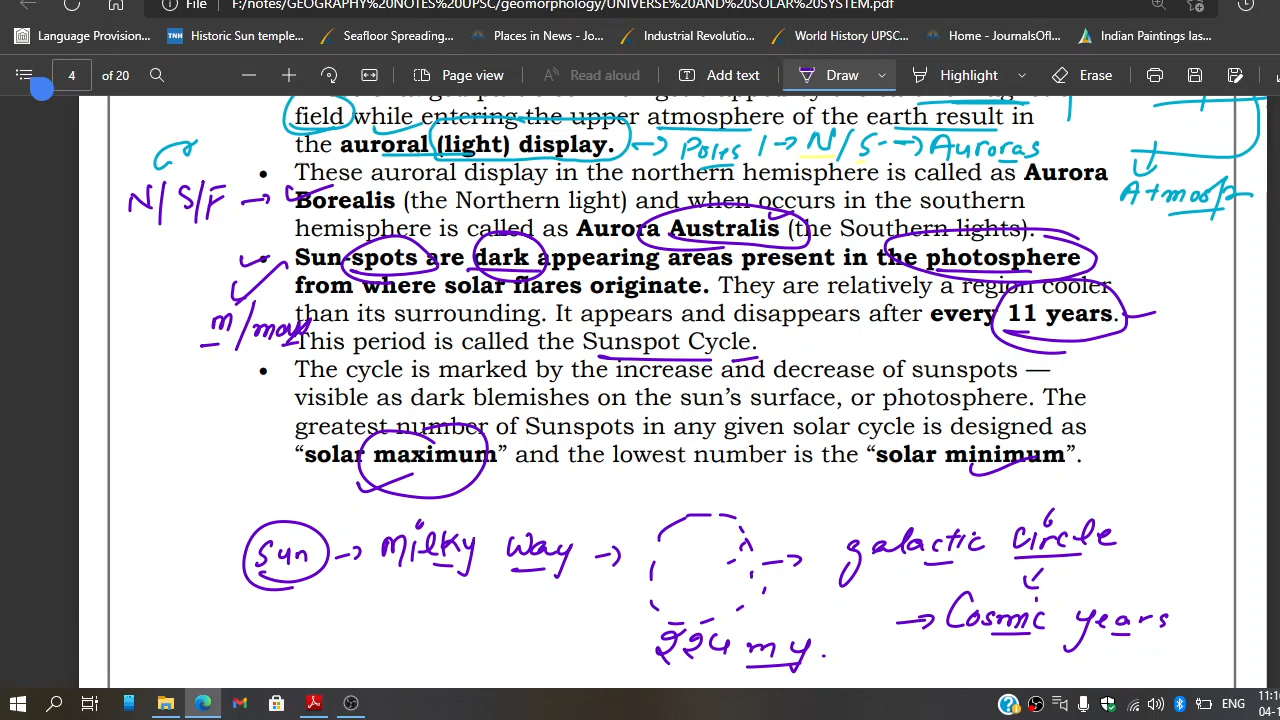 File | F:/notes/GEOGRAPHY%20NOTES%20UPSC/geomorphology/UNIVERSE%20AND%20SOLAR%20SYSTEM.pdf
Language Provision... Historic Sun temple... Seafloor Spreading... Places in News - Jo... Industrial Revolutio... World History UPSC... Home - JournalsOfI... Indian Paintings Ias...
4 of 20 Page view Read aloud Add text Draw Highlight Erase
field while entering the upper atmosphere of the earth result in
the auroral (light) display. → Poles | → N/S → Auroras
Atmosp
These auroral display in the northern hemisphere is called as Aurora
N/S/F →
Borealis (the Northern light) and when occurs in the southern
hemisphere is called as Aurora Australis (the Southern lights).
Sun-spots are dark appearing areas present in the photosphere
from where solar flares originate. They are relatively a region cooler
than its surrounding. It appears and disappears after every 11 years.
m/max
This period is called the Sunspot Cycle.
The cycle is marked by the increase and decrease of sunspots —
visible as dark blemishes on the sun's surface, or photosphere. The
greatest number of Sunspots in any given solar cycle is designed as
“solar maximum” and the lowest number is the “solar minimum”.
Sun → Milky way → → galactic circle
→ Cosmic years
224 m y.
ENG 11:1
04-1